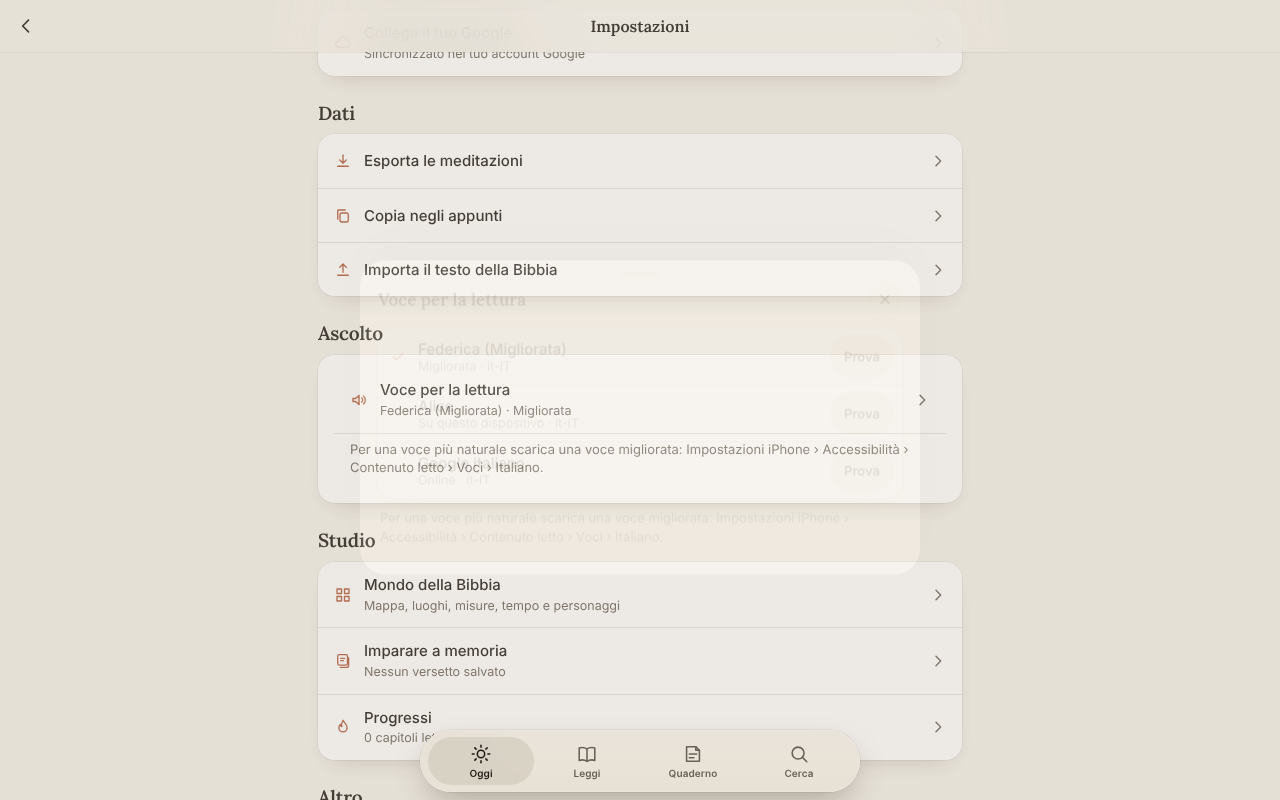 Impostazioni
Collega il tuo Google
Sincronizzato nel tuo account Google
Dati
Esporta le meditazioni
Copia negli appunti
Importa il testo della Bibbia
Voce per la lettura
Ascolto
Federica (Migliorata)
Migliorata · it-IT
Prova
Voce per la lettura
Federica (Migliorata) · Migliorata
Alice
Su questo dispositivo · it-IT
Prova
Per una voce più naturale scarica una voce migliorata: Impostazioni iPhone › Accessibilità ›
Contenuto letto › Voci › Italiano.
Google italiano
Online · it-IT
Prova
Per una voce più naturale scarica una voce migliorata: Impostazioni iPhone ›
Accessibilità › Contenuto letto › Voci › Italiano.
Studio
Mondo della Bibbia
Mappa, luoghi, misure, tempo e personaggi
Imparare a memoria
Nessun versetto salvato
Progressi
0 capitoli
Oggi
Leggi
Quaderno
Cerca
Altro